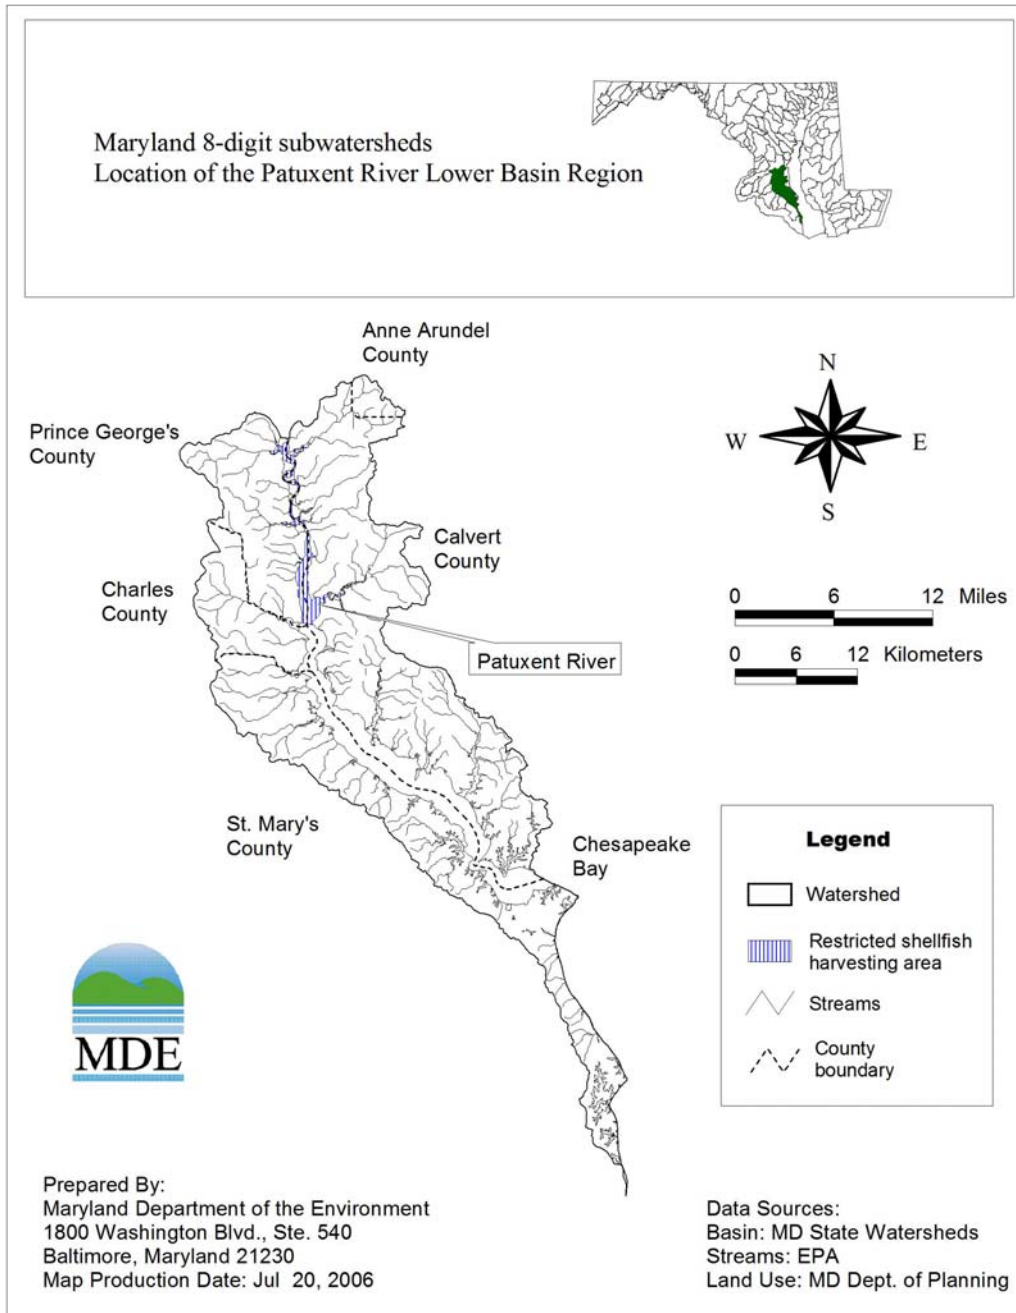 Maryland 8-digit subwatersheds
Location of the Patuxent River Lower Basin Region
Anne Arundel
County
Prince George's
County
N
W
E
S
Calvert
County
Charles
County
0 6 12 Miles
0 6 12 Kilometers
Patuxent River
St. Mary's
County
Chesapeake
Bay
Legend
Watershed
Restricted shellfish
harvesting area
Streams
County
boundary
MDE
Prepared By:
Maryland Department of the Environment
1800 Washington Blvd., Ste. 540
Baltimore, Maryland 21230
Map Production Date: Jul 20, 2006
Data Sources:
Basin: MD State Watersheds
Streams: EPA
Land Use: MD Dept. of Planning